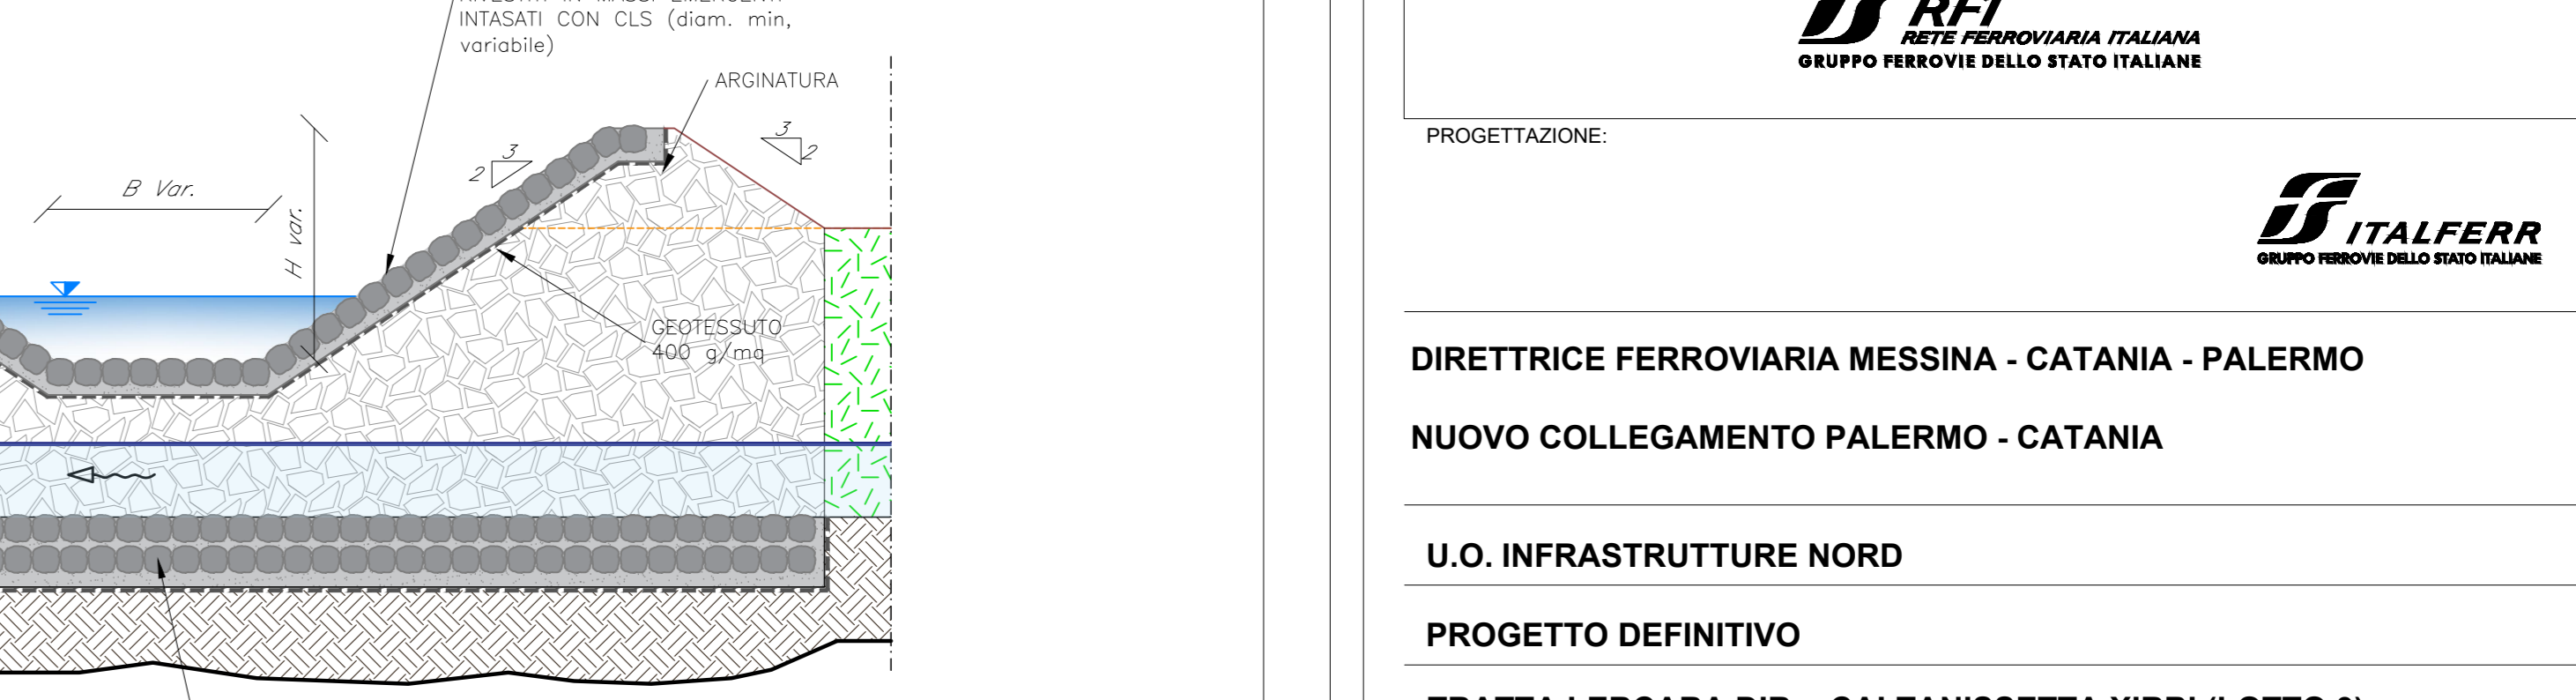 INTASATI CON CLS (diam. min,
variabile)
ARGINATURA
3
2
3
2
B Var.
H var.
GEOTESSUTO
400 g/mq
RFI
RETE FERROVIARIA ITALIANA
GRUPPO FERROVIE DELLO STATO ITALIANE
PROGETTAZIONE:
ITALFERR
GRUPPO FERROVIE DELLO STATO ITALIANE
DIRETTRICE FERROVIARIA MESSINA - CATANIA - PALERMO
NUOVO COLLEGAMENTO PALERMO - CATANIA
U.O. INFRASTRUTTURE NORD
PROGETTO DEFINITIVO